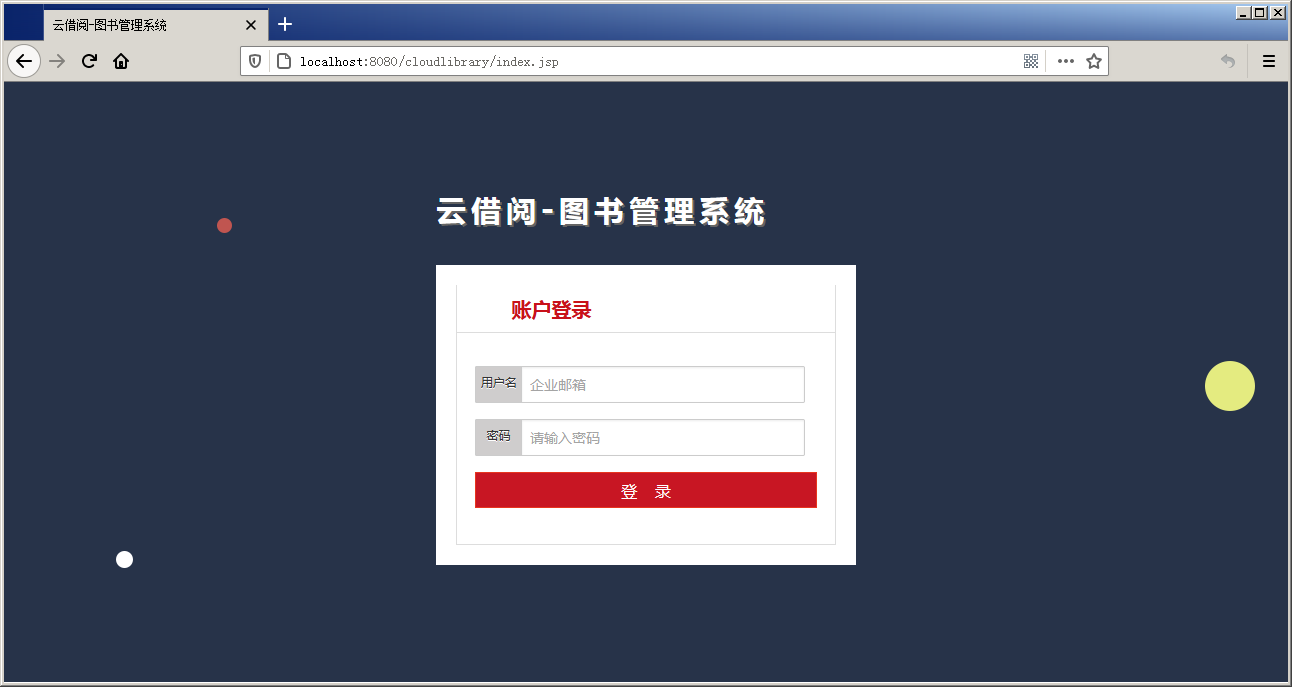 云借阅-图书管理系统
localhost:8080/cloudlibrary/index.jsp
云借阅-图书管理系统
账户登录
用户名 企业邮箱
密码 请输入密码
登 录